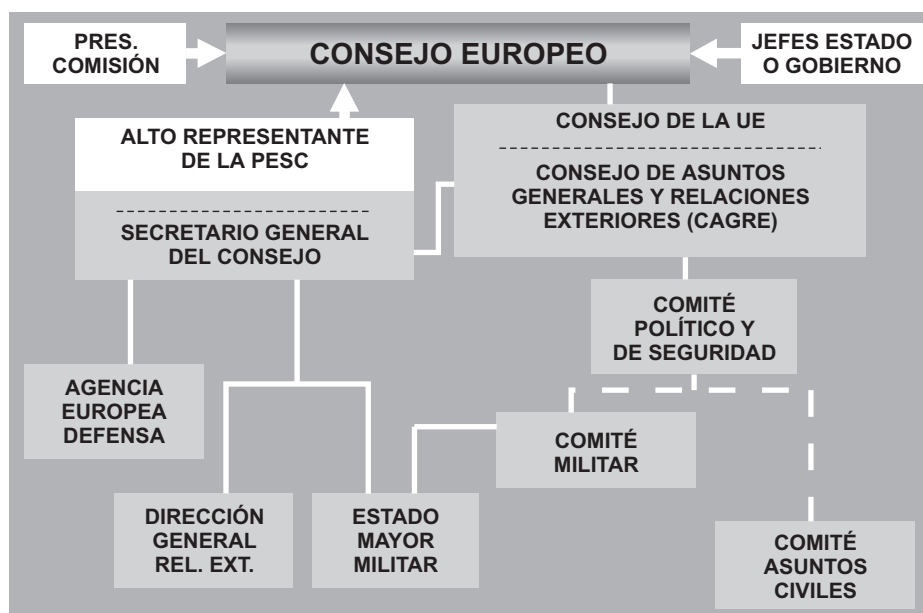 PRES.
COMISIÓN
CONSEJO EUROPEO
JEFES ESTADO
O GOBIERNO
ALTO REPRESENTANTE
DE LA PESC
SECRETARIO GENERAL
DEL CONSEJO
CONSEJO DE LA UE
CONSEJO DE ASUNTOS
GENERALES Y RELACIONES
EXTERIORES (CAGRE)
COMITÉ
POLÍTICO Y
DE SEGURIDAD
AGENCIA
EUROPEA
DEFENSA
COMITÉ
MILITAR
DIRECCIÓN
GENERAL
REL. EXT.
ESTADO
MAYOR
MILITAR
COMITÉ
ASUNTOS
CIVILES